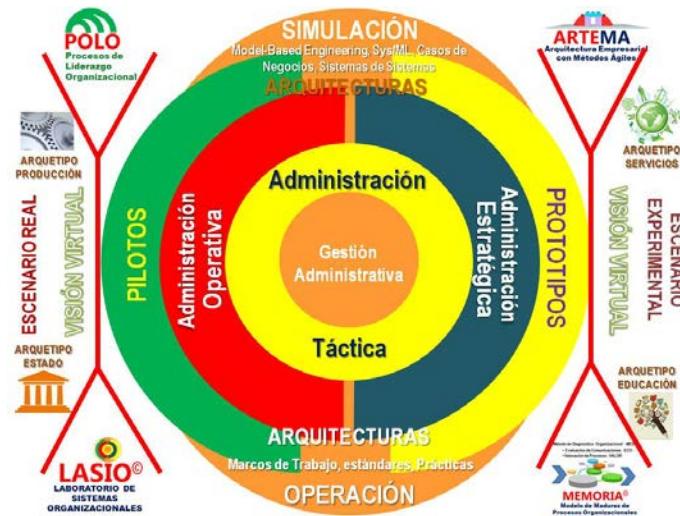 SIMULACIÓN
Model-Based Engineering, Sys/ML, Casos de
Negocios, Sistemas de Sistemas
ARQUITECTURAS
POLO
Procesos de
Liderazgo
Organizacional
ARTEMA
Arquitectura Empresarial
con Métodos Ágiles
ARQUETIPO
PRODUCCIÓN
ARQUETIPO
SERVICIOS
ESCENARIO REAL
VISIÓN VIRTUAL
PILOTOS
Administración
Operativa
Administración
Gestión
Administrativa
Táctica
Administración
Estratégica
PROTOTIPOS
VISIÓN VIRTUAL
ESCENARIO
EXPERIMENTAL
ARQUETIPO
ESTADO
ARQUETIPO
EDUCACIÓN
ARQUITECTURAS
Marcos de Trabajo, estándares, Prácticas
OPERACIÓN
LASIO©
LABORATORIO DE
SISTEMAS
ORGANIZACIONALES
MEMORIA©
Modelo de Madurez de
Procesos Organizacionales